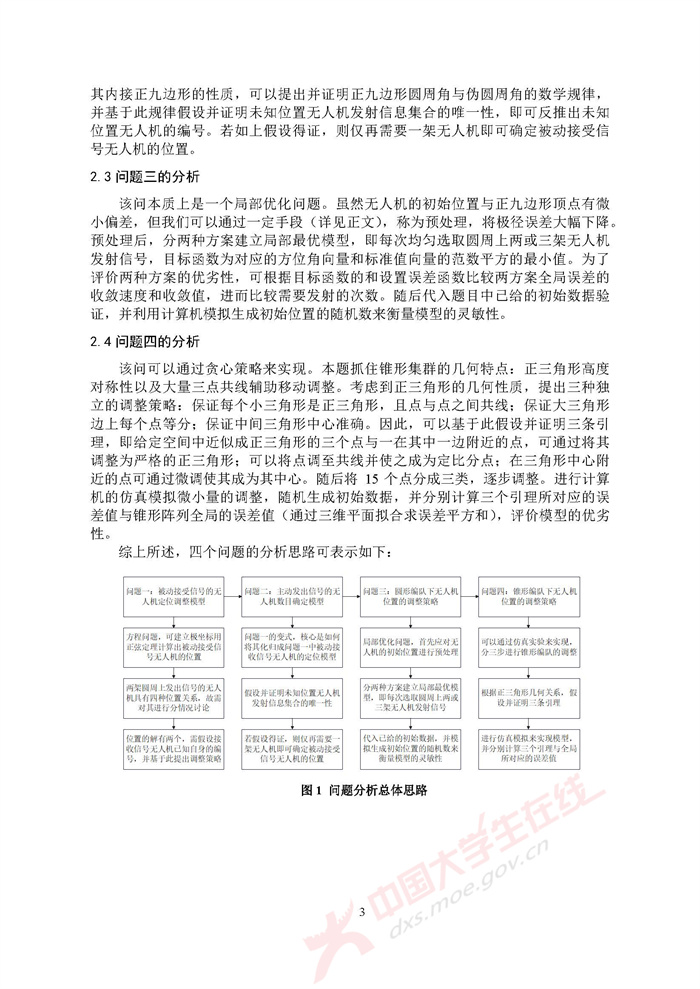 其内接正九边形的性质，可以提出并证明正九边形圆周角与伪圆周角的数学规律，
并基于此规律假设并证明未知位置无人机发射信息集合的唯一性，即可反推出未知
位置无人机的编号。若如上假设得证，则仅再需要一架无人机即可确定被动接受信
号无人机的位置。
2.3 问题三的分析
该问本质上是一个局部优化问题。虽然无人机的初始位置与正九边形顶点有微
小偏差，但我们可以通过一定手段（详见正文），称为预处理，将极径误差大幅下降。
预处理后，分两种方案建立局部最优模型，即每次均匀选取圆周上两或三架无人机
发射信号，目标函数为对应的方位角向量和标准值向量的范数平方的最小值。为了
评价两种方案的优劣性，可根据目标函数的和设置误差函数比较两方案全局误差的
收敛速度和收敛值，进而比较需要发射的次数。随后代入题目中已给的初始数据验
证，并利用计算机模拟生成初始位置的随机数来衡量模型的灵敏性。
2.4 问题四的分析
该问可以通过贪心策略来实现。本题抓住锥形集群的几何特点：正三角形高度
对称性以及大量三点共线辅助移动调整。考虑到正三角形的几何性质，提出三种独
立的调整策略：保证每个小三角形是正三角形，且点与点之间共线；保证大三角形
边上每个点等分；保证中间三角形中心准确。因此，可以基于此假设并证明三条引
理，即给定空间中近似成正三角形的三个点与一在其中一边附近的点，可通过将其
调整为严格的正三角形；可以将点调至共线并使之成为定比分点；在三角形中心附
近的点可通过微调使其成为其中心。随后将 15 个点分成三类，逐步调整。进行计算
机的仿真模拟微小量的调整，随机生成初始数据，并分别计算三个引理所对应的误
差值与锥形阵列全局的误差值（通过三维平面拟合求误差平方和），评价模型的优劣
性。
综上所述，四个问题的分析思路可表示如下：
问题一：被动接受信号的无
人机定位调整模型
问题二：主动发出信号的无
人机数目确定模型
问题三：圆形编队下无人机
位置的调整策略
问题四：锥形编队下无人机
位置的调整策略
方程问题，可建立极坐标用
正弦定理计算出被动接受信
号无人机的位置
问题一的变式，核心是如何
将其化归成问题一中被动接
收信号无人机的定位模型
局部优化问题，首先应对无
人机的初始位置进行预处理
可以通过仿真实验来实现，
分三步进行锥形编队的调整
两架圆周上发出信号的无人
机具有四种位置关系，故需
对其进行分情况讨论
假设并证明未知位置无人机
发射信息集合的唯一性
分两种方案建立局部最优模
型，即每次选取圆周上两或
三架无人机发射信号
根据正三角形几何关系，假
设并证明三条引理
位置的解有两个，需假设接
收信号无人机已知自身的编
号，并基于此提出调整策略
若假设得证，则仅再需要一
架无人机即可确定被动接受
信号无人机的位置
代入已给的初始数据，并模
拟生成初始位置的随机数来
衡量模型的灵敏性
进行仿真模拟来实现模型，
并分别计算三个引理与全局
所对应的误差值
图 1 问题分析总体思路
中国大学生在线
dxs.moe.gov.cn
3